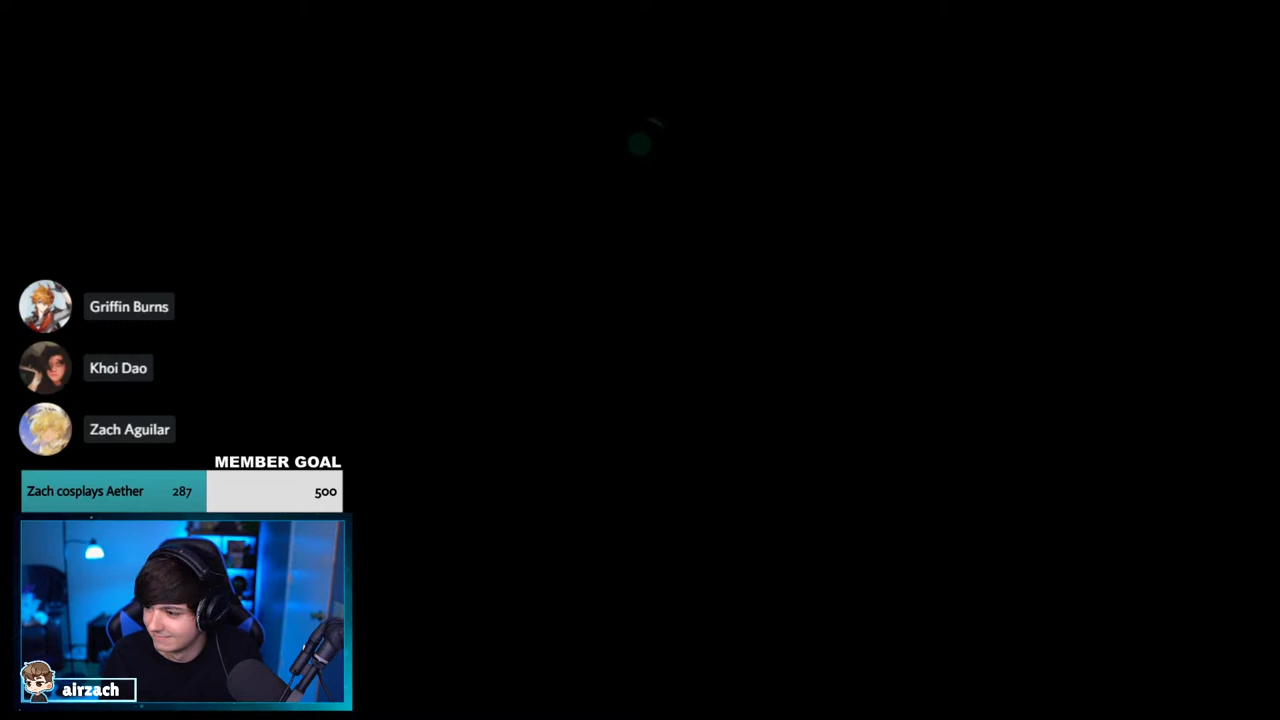 Griffin Burns
Khoi Dao
Zach Aguilar
MEMBER GOAL
Zach cosplays Aether 287 500
airzach